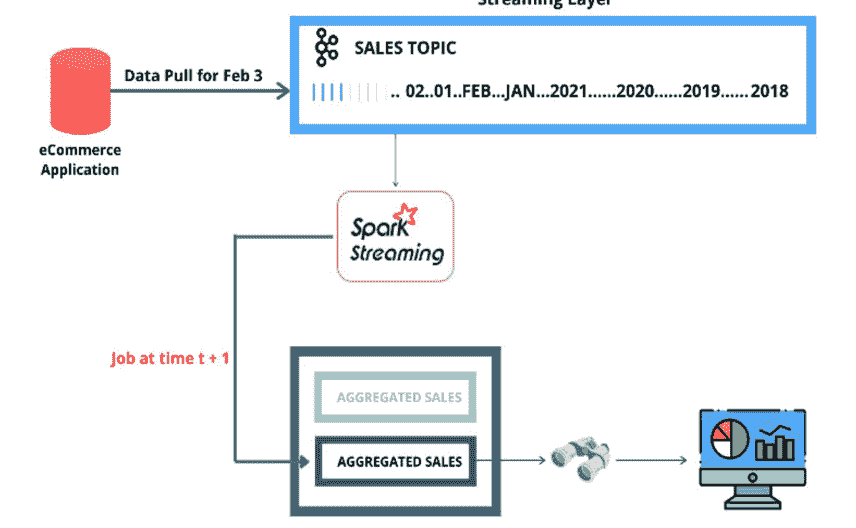 Streaming Layer
SALES TOPIC
Data Pull for Feb 3
.. 02..01..FEB...JAN...2021......2020......2019......2018
eCommerce
Application
Spark
Streaming
Job at time t + 1
AGGREGATED SALES
AGGREGATED SALES